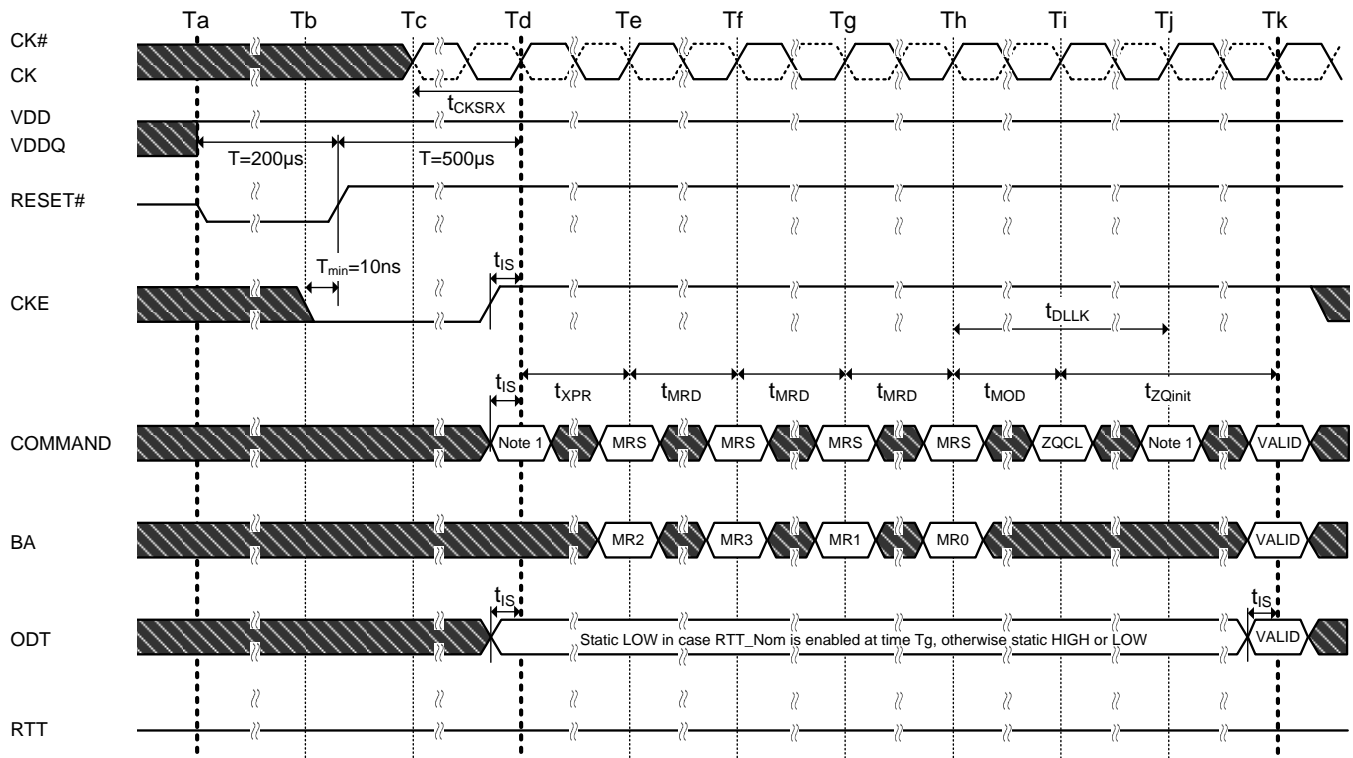 Ta Tb Tc Td Te Tf Tg Th Ti Tj Tk
CK#
CK
tCKSRX
VDD
VDDQ
T=200µs T=500µs
RESET#
Tmin=10ns tIS
CKE
tDLLK
tIS tXPR tMRD tMRD tMRD tMOD tZQinit
COMMAND Note 1 MRS MRS MRS MRS ZQCL Note 1 VALID
BA MR2 MR3 MR1 MR0 VALID
tIS tIS
ODT Static LOW in case RTT_Nom is enabled at time Tg, otherwise static HIGH or LOW VALID
RTT